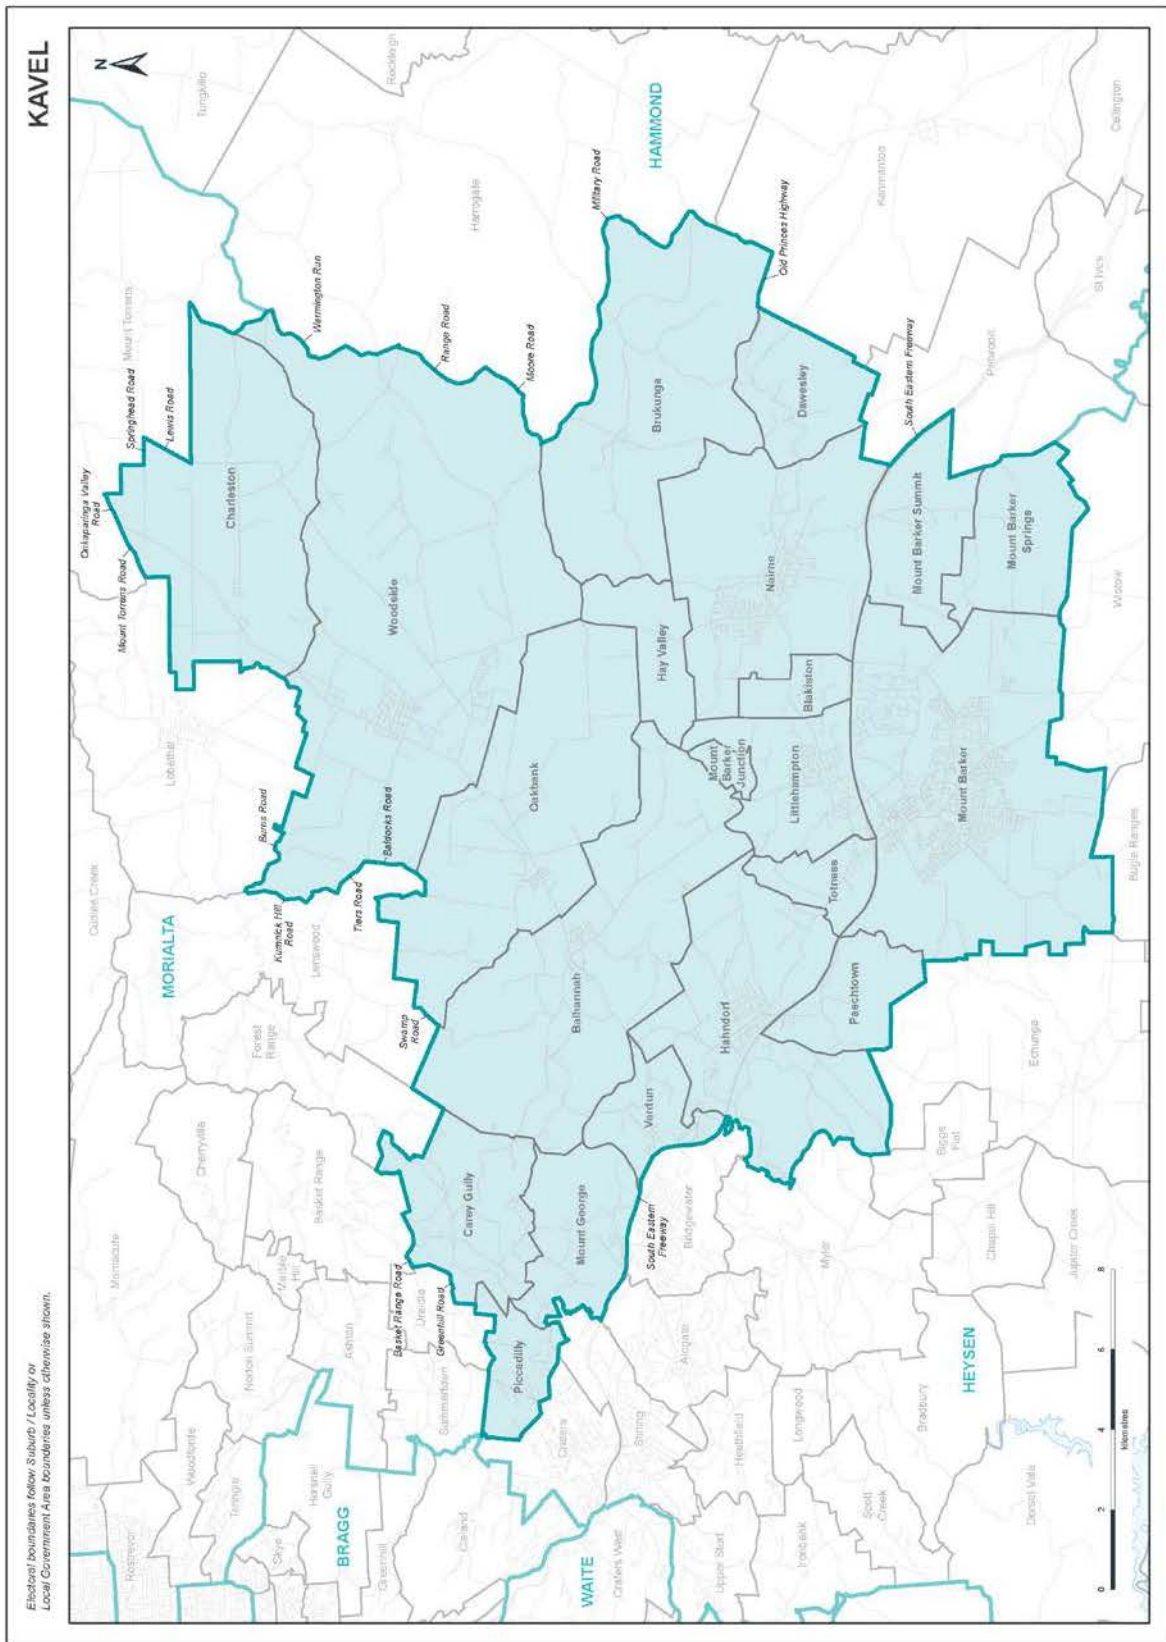 KAVEL
Electoral boundaries follow Suburb / Locality or
Local Government Area boundaries unless otherwise shown.
N
Rostrevor
Woodforde
Teringie
Skye
Horsnell
Gully
BRAGG
Greenhill
Cleland
WAITE
Crafers West
Upper Sturt
Ironbank
Scott
Creek
Dorset Vale
Montacute
Norton Summit
Marble
Hill
Ashton
Basket Range Road
Uraidla
Greenhill Road
Summertown
Piccadilly
Crafers
Stirling
Heathfield
Longwood
Bradbury
HEYSEN
Cherryville
Basket Range
Carey Gully
Mount George
South Eastern
Freeway
Bridgewater
Aldgate
Mylor
Biggs
Flat
Chapel Hill
Jupiter Creek
Cudlee Creek
MORIALTA
Forest
Range
Lenswood
Kumnick Hill
Road
Tiers Road
Swamp
Road
Balhannah
Verdun
Hahndorf
Paechtown
Echunga
Lobethal
Burns Road
Baldocks Road
Oakbank
Mount
Barker
Junction
Littlehampton
Totness
Mount Barker
Bugle Ranges
Onkaparinga Valley
Road
Mount Torrens Road
Springhead Road
Lewis Road
Mount Torrens
Charleston
Woodside
Hay Valley
Blakiston
Nairne
Mount Barker Summit
Mount Barker
Springs
Wistow
Tungkillo
Rockleigh
Warmington Run
Harrogate
Range Road
Moore Road
Military Road
HAMMOND
Brukunga
Dawesley
Old Princes Highway
South Eastern Freeway
Kanmantoo
Petwood
St Ives
Callington
0
2
4
6
8
kilometres